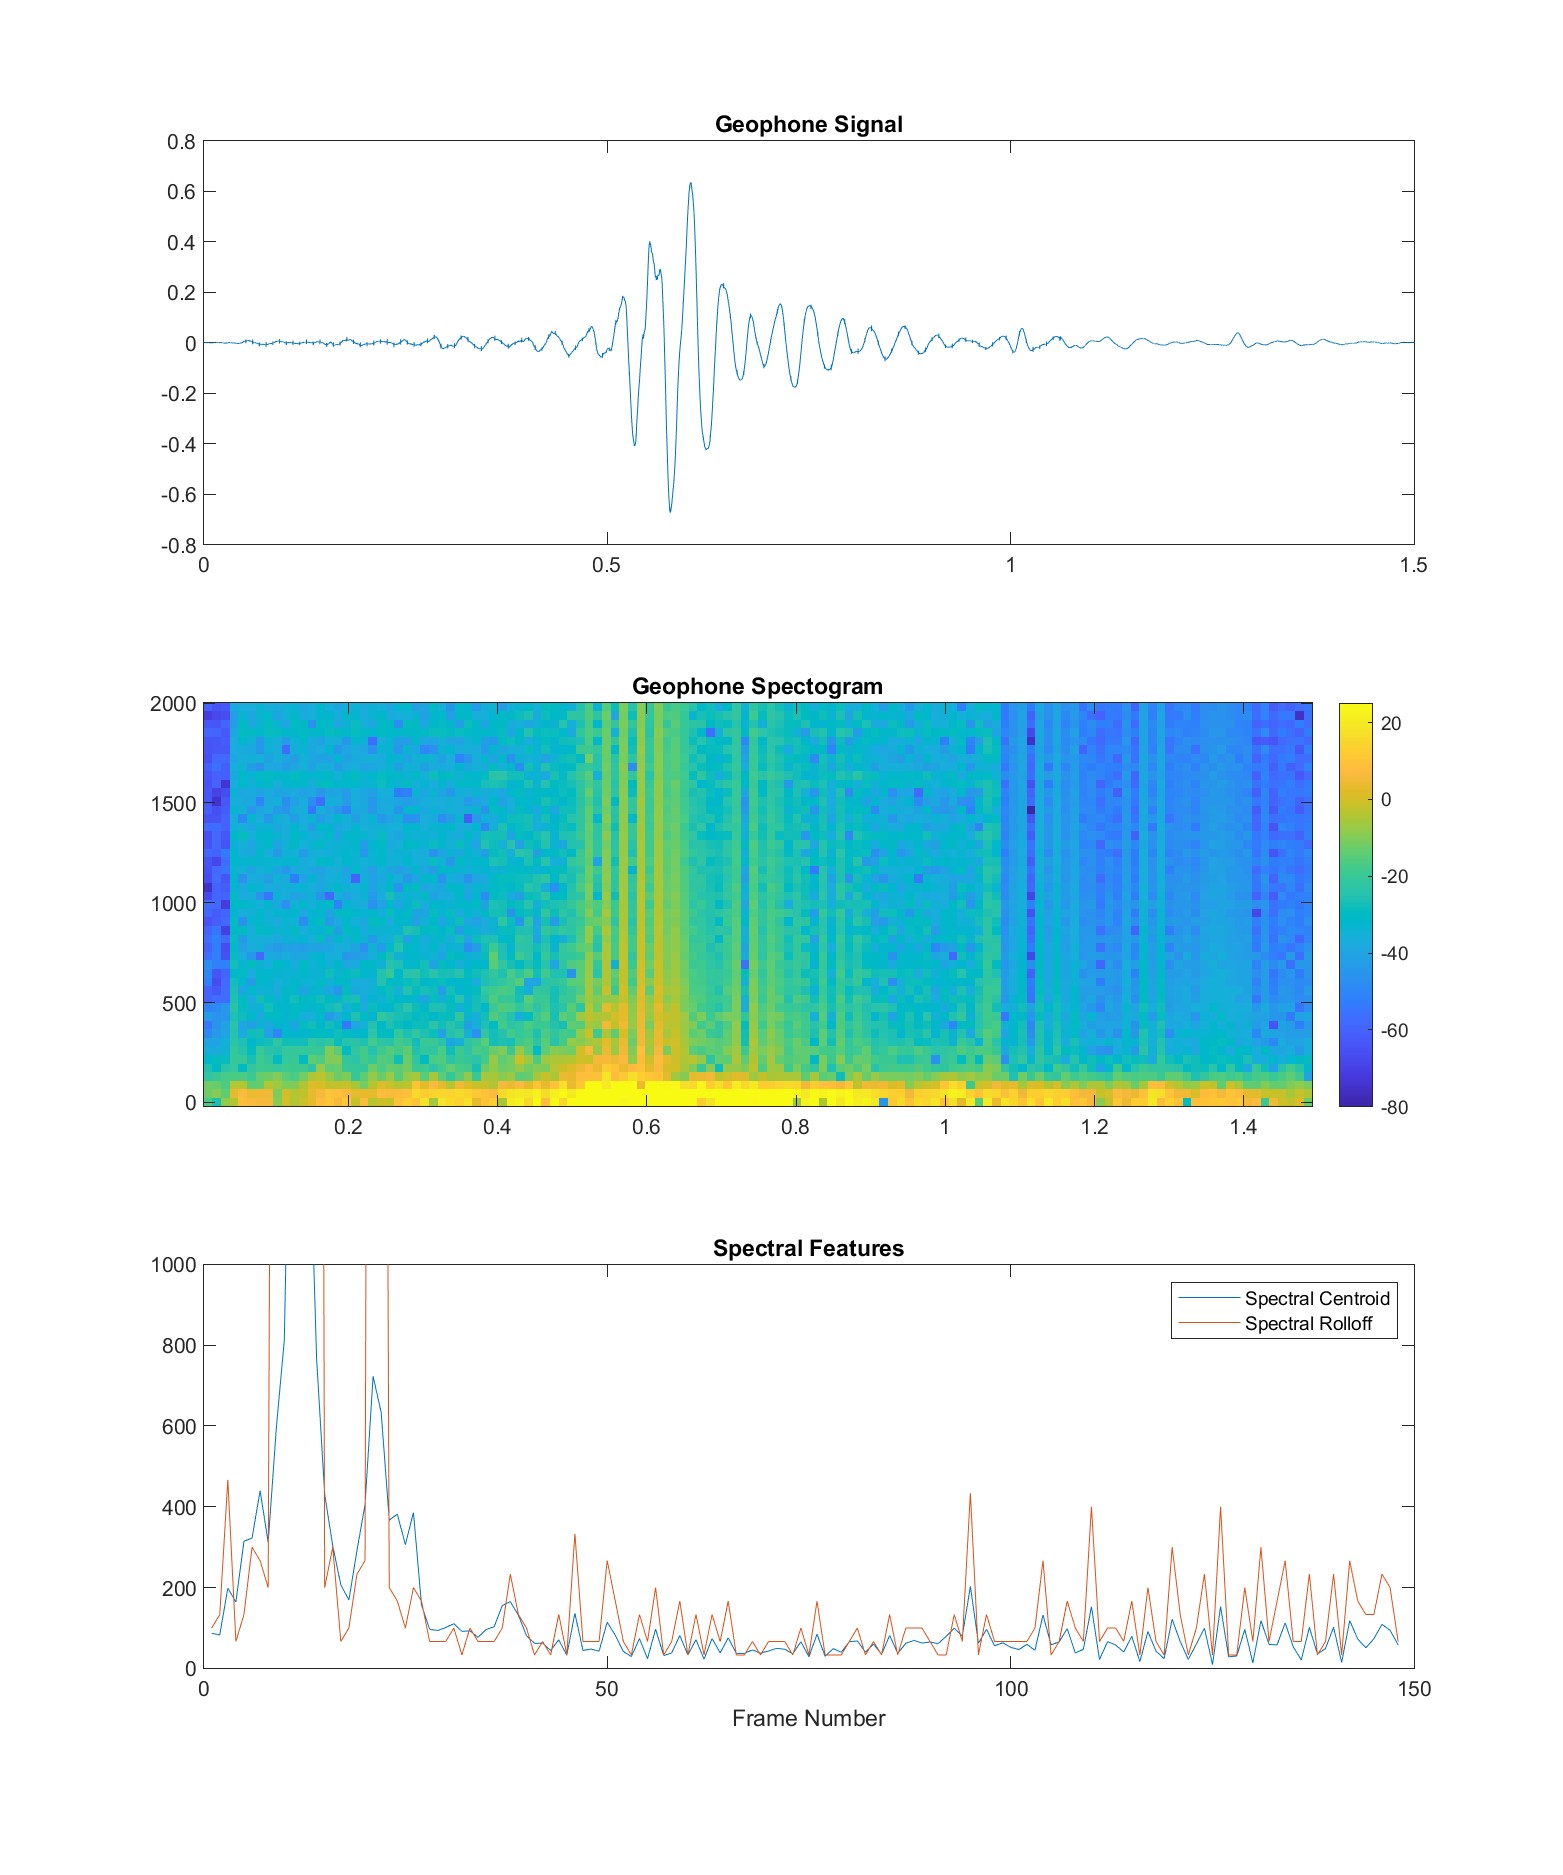 Geophone Signal
0.8
0.6
0.4
0.2
0
-0.2
-0.4
-0.6
-0.8
0 0.5 1 1.5
Geophone Spectogram
2000
1500
1000
500
0
20
0
-20
-40
-60
-80
0.2 0.4 0.6 0.8 1 1.2 1.4
Spectral Features
1000
800
600
400
200
0
Spectral Centroid
Spectral Rolloff
0 50 100 150
Frame Number